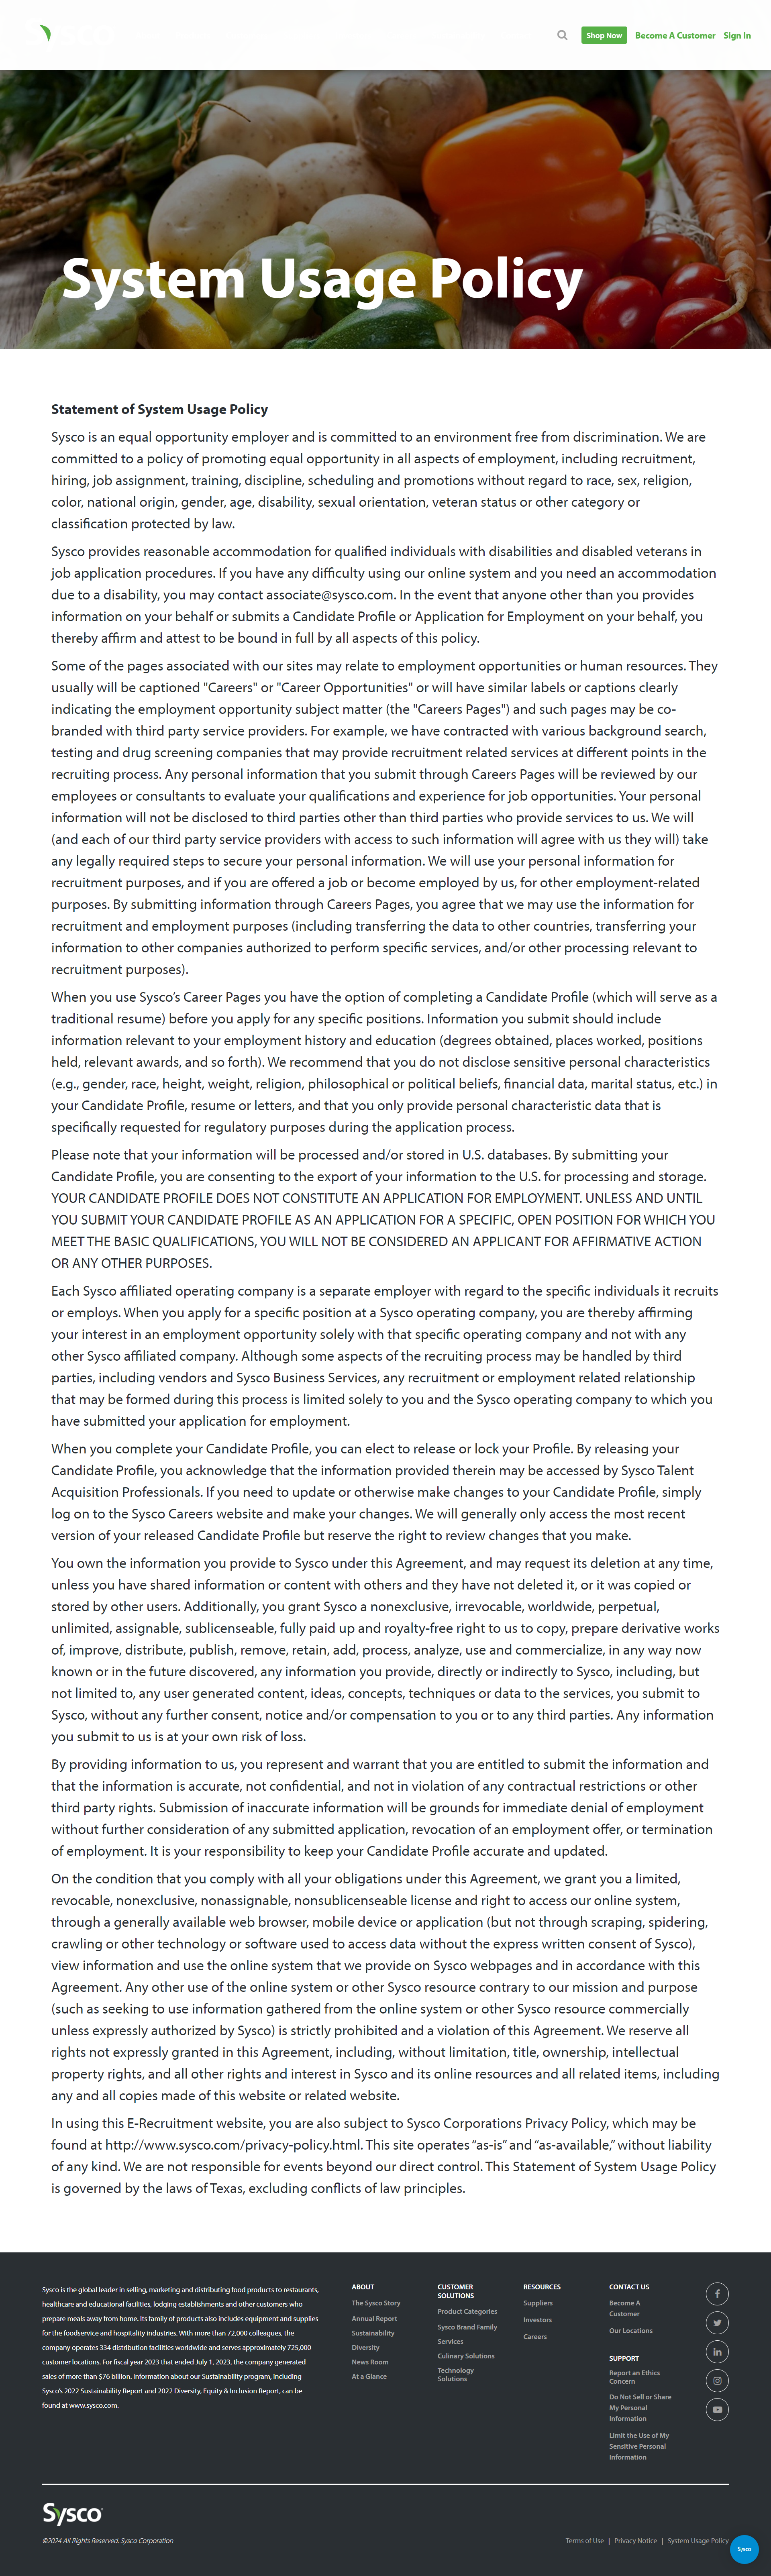 Shop Now Become A Customer Sign In
System Usage Policy
Statement of System Usage Policy
Sysco is an equal opportunity employer and is committed to an environment free from discrimination. We are
committed to a policy of promoting equal opportunity in all aspects of employment, including recruitment,
hiring, job assignment, training, discipline, scheduling and promotions without regard to race, sex, religion,
color, national origin, gender, age, disability, sexual orientation, veteran status or other category or
classification protected by law.
Sysco provides reasonable accommodation for qualified individuals with disabilities and disabled veterans in
job application procedures. If you have any difficulty using our online system and you need an accommodation
due to a disability, you may contact associate@sysco.com. In the event that anyone other than you provides
information on your behalf or submits a Candidate Profile or Application for Employment on your behalf, you
thereby affirm and attest to be bound in full by all aspects of this policy.
Some of the pages associated with our sites may relate to employment opportunities or human resources. They
usually will be captioned "Careers" or "Career Opportunities" or will have similar labels or captions clearly
indicating the employment opportunity subject matter (the "Careers Pages") and such pages may be co-
branded with third party service providers. For example, we have contracted with various background search,
testing and drug screening companies that may provide recruitment related services at different points in the
recruiting process. Any personal information that you submit through Careers Pages will be reviewed by our
employees or consultants to evaluate your qualifications and experience for job opportunities. Your personal
information will not be disclosed to third parties other than third parties who provide services to us. We will
(and each of our third party service providers with access to such information will agree with us they will) take
any legally required steps to secure your personal information. We will use your personal information for
recruitment purposes, and if you are offered a job or become employed by us, for other employment-related
purposes. By submitting information through Careers Pages, you agree that we may use the information for
recruitment and employment purposes (including transferring the data to other countries, transferring your
information to other companies authorized to perform specific services, and/or other processing relevant to
recruitment purposes).
When you use Sysco’s Career Pages you have the option of completing a Candidate Profile (which will serve as a
traditional resume) before you apply for any specific positions. Information you submit should include
information relevant to your employment history and education (degrees obtained, places worked, positions
held, relevant awards, and so forth). We recommend that you do not disclose sensitive personal characteristics
(e.g., gender, race, height, weight, religion, philosophical or political beliefs, financial data, marital status, etc.) in
your Candidate Profile, resume or letters, and that you only provide personal characteristic data that is
specifically requested for regulatory purposes during the application process.
Please note that your information will be processed and/or stored in U.S. databases. By submitting your
Candidate Profile, you are consenting to the export of your information to the U.S. for processing and storage.
YOUR CANDIDATE PROFILE DOES NOT CONSTITUTE AN APPLICATION FOR EMPLOYMENT. UNLESS AND UNTIL
YOU SUBMIT YOUR CANDIDATE PROFILE AS AN APPLICATION FOR A SPECIFIC, OPEN POSITION FOR WHICH YOU
MEET THE BASIC QUALIFICATIONS, YOU WILL NOT BE CONSIDERED AN APPLICANT FOR AFFIRMATIVE ACTION
OR ANY OTHER PURPOSES.
Each Sysco affiliated operating company is a separate employer with regard to the specific individuals it recruits
or employs. When you apply for a specific position at a Sysco operating company, you are thereby affirming
your interest in an employment opportunity solely with that specific operating company and not with any
other Sysco affiliated company. Although some aspects of the recruiting process may be handled by third
parties, including vendors and Sysco Business Services, any recruitment or employment related relationship
that may be formed during this process is limited solely to you and the Sysco operating company to which you
have submitted your application for employment.
When you complete your Candidate Profile, you can elect to release or lock your Profile. By releasing your
Candidate Profile, you acknowledge that the information provided therein may be accessed by Sysco Talent
Acquisition Professionals. If you need to update or otherwise make changes to your Candidate Profile, simply
log on to the Sysco Careers website and make your changes. We will generally only access the most recent
version of your released Candidate Profile but reserve the right to review changes that you make.
You own the information you provide to Sysco under this Agreement, and may request its deletion at any time,
unless you have shared information or content with others and they have not deleted it, or it was copied or
stored by other users. Additionally, you grant Sysco a nonexclusive, irrevocable, worldwide, perpetual,
unlimited, assignable, sublicenseable, fully paid up and royalty-free right to us to copy, prepare derivative works
of, improve, distribute, publish, remove, retain, add, process, analyze, use and commercialize, in any way now
known or in the future discovered, any information you provide, directly or indirectly to Sysco, including, but
not limited to, any user generated content, ideas, concepts, techniques or data to the services, you submit to
Sysco, without any further consent, notice and/or compensation to you or to any third parties. Any information
you submit to us is at your own risk of loss.
By providing information to us, you represent and warrant that you are entitled to submit the information and
that the information is accurate, not confidential, and not in violation of any contractual restrictions or other
third party rights. Submission of inaccurate information will be grounds for immediate denial of employment
without further consideration of any submitted application, revocation of an employment offer, or termination
of employment. It is your responsibility to keep your Candidate Profile accurate and updated.
On the condition that you comply with all your obligations under this Agreement, we grant you a limited,
revocable, nonexclusive, nonassignable, nonsublicenseable license and right to access our online system,
through a generally available web browser, mobile device or application (but not through scraping, spidering,
crawling or other technology or software used to access data without the express written consent of Sysco),
view information and use the online system that we provide on Sysco webpages and in accordance with this
Agreement. Any other use of the online system or other Sysco resource contrary to our mission and purpose
(such as seeking to use information gathered from the online system or other Sysco resource commercially
unless expressly authorized by Sysco) is strictly prohibited and a violation of this Agreement. We reserve all
rights not expressly granted in this Agreement, including, without limitation, title, ownership, intellectual
property rights, and all other rights and interest in Sysco and its online resources and all related items, including
any and all copies made of this website or related website.
In using this E-Recruitment website, you are also subject to Sysco Corporations Privacy Policy, which may be
found at http://www.sysco.com/privacy-policy.html. This site operates “as-is” and “as-available,” without liability
of any kind. We are not responsible for events beyond our direct control. This Statement of System Usage Policy
is governed by the laws of Texas, excluding conflicts of law principles.
Sysco is the global leader in selling, marketing and distributing food products to restaurants,
healthcare and educational facilities, lodging establishments and other customers who
prepare meals away from home. Its family of products also includes equipment and supplies
for the foodservice and hospitality industries. With more than 72,000 colleagues, the
company operates 334 distribution facilities worldwide and serves approximately 725,000
customer locations. For fiscal year 2023 that ended July 1, 2023, the company generated
sales of more than $76 billion. Information about our Sustainability program, including
Sysco’s 2022 Sustainability Report and 2022 Diversity, Equity & Inclusion Report, can be
found at www.sysco.com.
ABOUT
The Sysco Story
Annual Report
Sustainability
Diversity
News Room
At a Glance
CUSTOMER
SOLUTIONS
Product Categories
Sysco Brand Family
Services
Culinary Solutions
Technology
Solutions
RESOURCES
Suppliers
Investors
Careers
CONTACT US
Become A
Customer
Our Locations
SUPPORT
Report an Ethics
Concern
Do Not Sell or Share
My Personal
Information
Limit the Use of My
Sensitive Personal
Information
Sysco
©2024 All Rights Reserved. Sysco Corporation
Terms of Use | Privacy Notice | System Usage Policy
Sysco